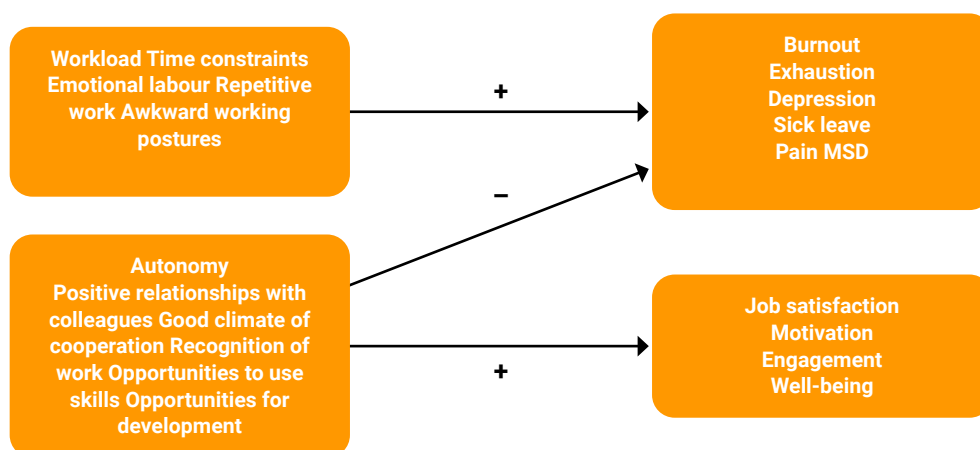 Workload Time constraints
Emotional labour Repetitive
work Awkward working
postures
+
Burnout
Exhaustion
Depression
Sick leave
Pain MSD
–
Autonomy
Positive relationships with
colleagues Good climate of
cooperation Recognition of
work Opportunities to use
skills Opportunities for
development
+
Job satisfaction
Motivation
Engagement
Well-being